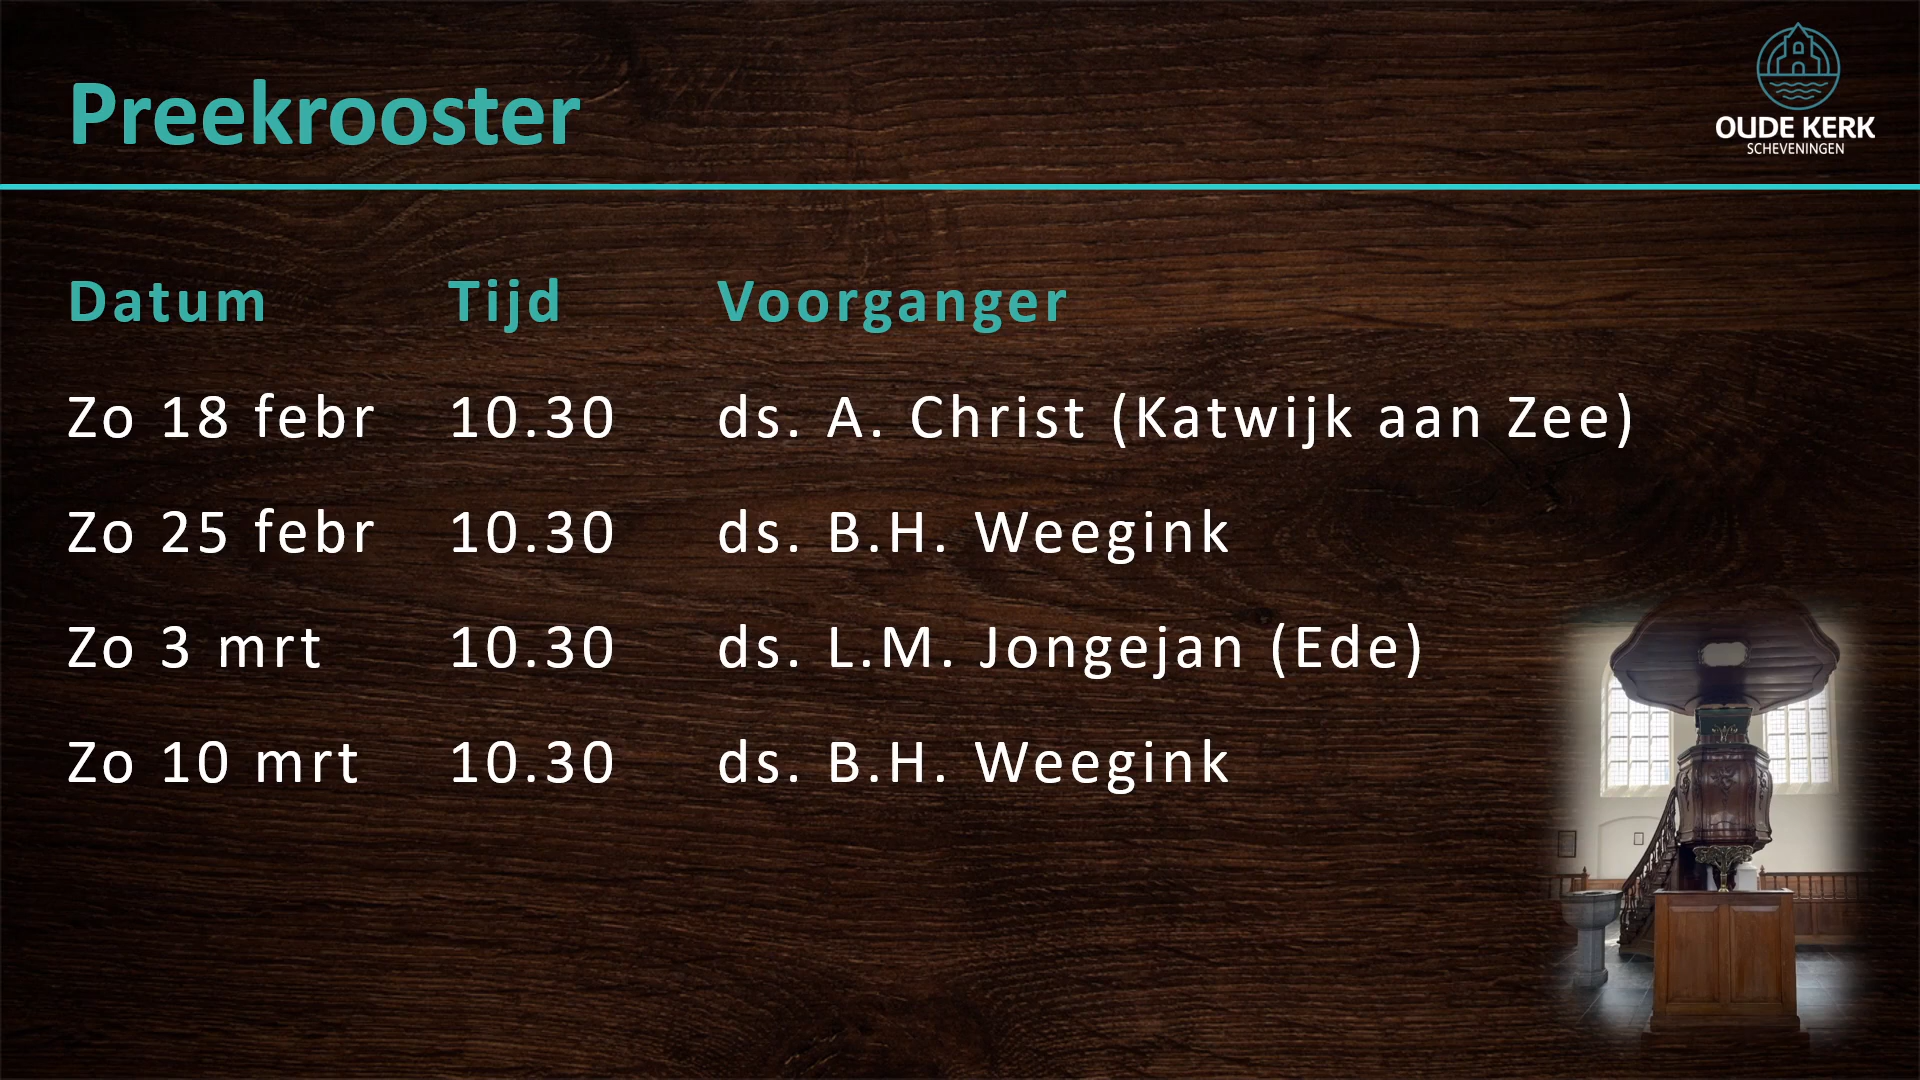 Preekrooster
OUDE KERK
SCHEVENINGEN
Datum Tijd Voorganger
Zo 18 febr 10.30 ds. A. Christ (Katwijk aan Zee)
Zo 25 febr 10.30 ds. B.H. Weegink
Zo 3 mrt 10.30 ds. L.M. Jongejan (Ede)
Zo 10 mrt 10.30 ds. B.H. Weegink